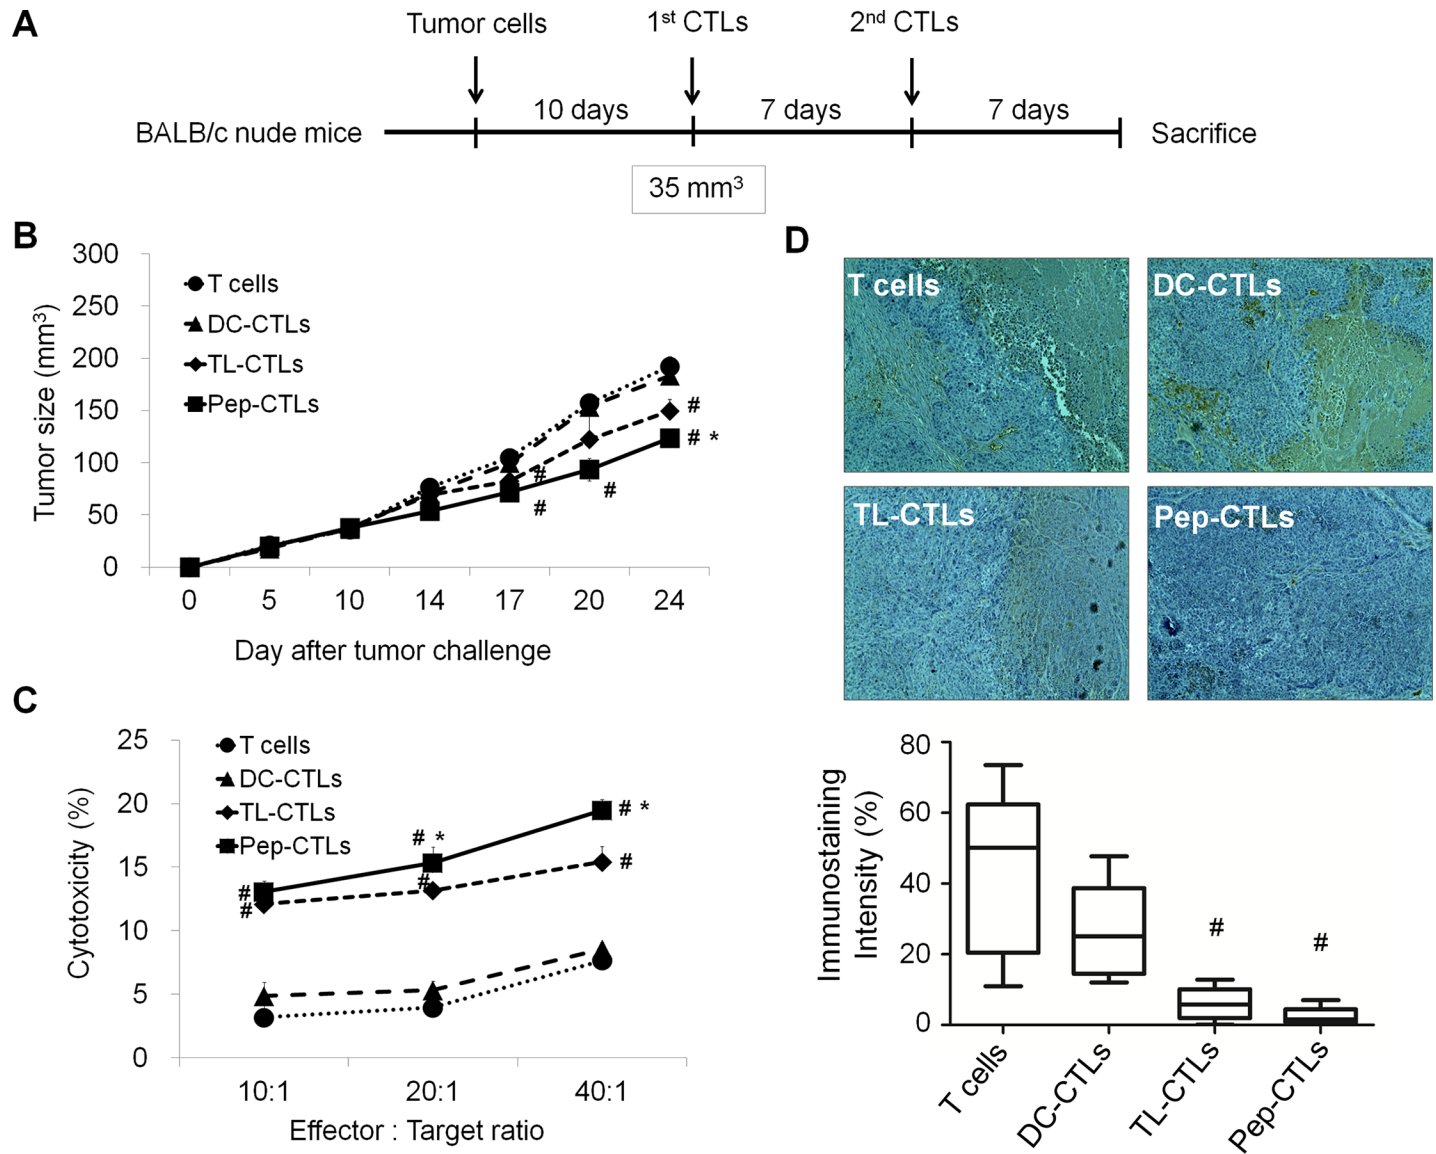 A
Tumor cells
1st CTLs
2nd CTLs
10 days
7 days
7 days
BALB/c nude mice
Sacrifice
35 mm3
B
Tumor size (mm3)
300
250
200
150
100
50
0
T cells
DC-CTLs
TL-CTLs
Pep-CTLs
#
# *
#
#
#
0 5 10 14 17 20 24
Day after tumor challenge
C
Cytotoxicity (%)
25
20
15
10
5
0
T cells
DC-CTLs
TL-CTLs
Pep-CTLs
# *
# *
#
#
#
#
10:1 20:1 40:1
Effector : Target ratio
D
T cells
DC-CTLs
TL-CTLs
Pep-CTLs
Immunostaining
Intensity (%)
80
60
40
20
0
#
#
T cells
DC-CTLs
TL-CTLs
Pep-CTLs